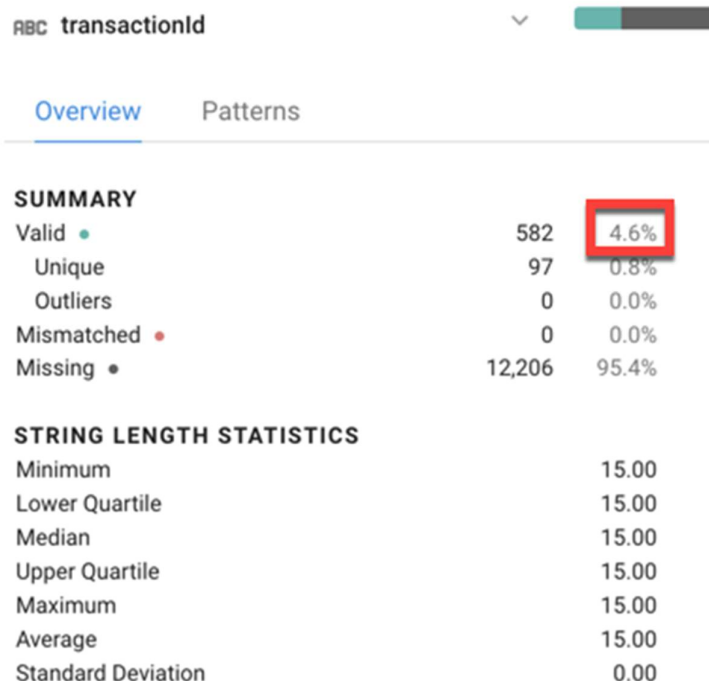 ABC transactionId
Overview Patterns
SUMMARY
Valid 582 4.6%
Unique 97 0.8%
Outliers 0 0.0%
Mismatched 0 0.0%
Missing 12,206 95.4%
STRING LENGTH STATISTICS
Minimum 15.00
Lower Quartile 15.00
Median 15.00
Upper Quartile 15.00
Maximum 15.00
Average 15.00
Standard Deviation 0.00